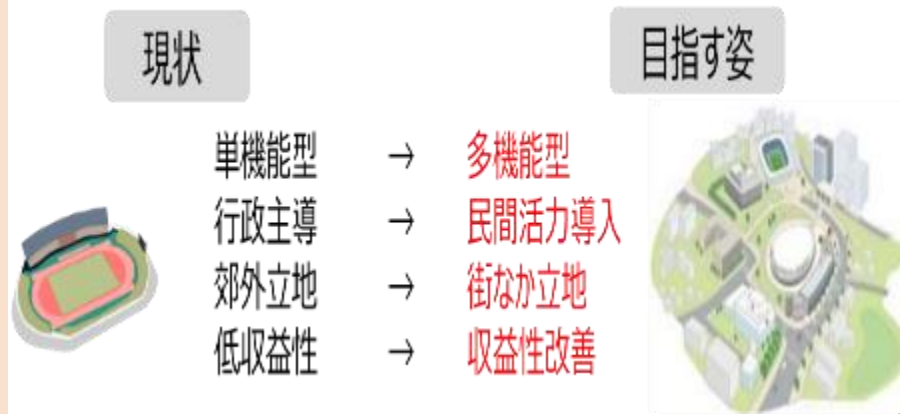 現状
目指す姿
単機能型 → 多機能型
行政主導 → 民間活力導入
郊外立地 → 街なか立地
低収益性 → 収益性改善